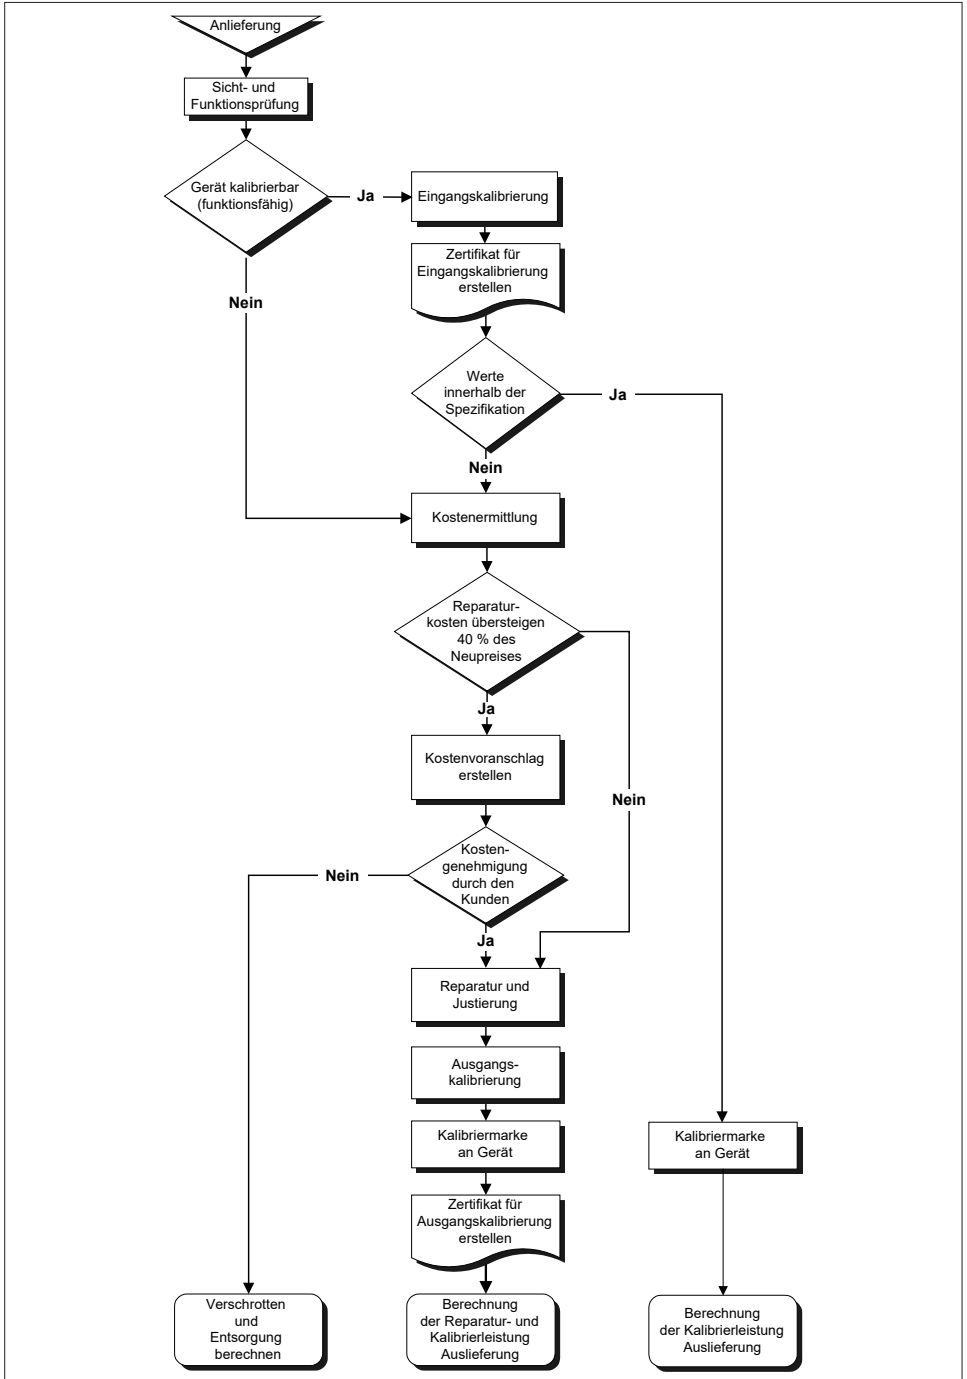 Anlieferung
Sicht- und
Funktionsprüfung
Gerät kalibrierbar
(funktionsfähig)
Ja
Eingangskalibrierung
Zertifikat für
Eingangskalibrierung
erstellen
Nein
Werte
innerhalb der
Spezifikation
Ja
Nein
Kostenermittlung
Reparatur-
kosten übersteigen
40 % des
Neupreises
Ja
Kostenvoranschlag
erstellen
Nein
Kosten-
genehmigung
durch den
Kunden
Nein
Ja
Reparatur und
Justierung
Ausgangs-
kalibrierung
Kalibriermarke
an Gerät
Kalibriermarke
an Gerät
Zertifikat für
Ausgangskalibrierung
erstellen
Verschrotten
und
Entsorgung
berechnen
Berechnung
der Reparatur- und
Kalibrierleistung
Auslieferung
Berechnung
der Kalibrierleistung
Auslieferung